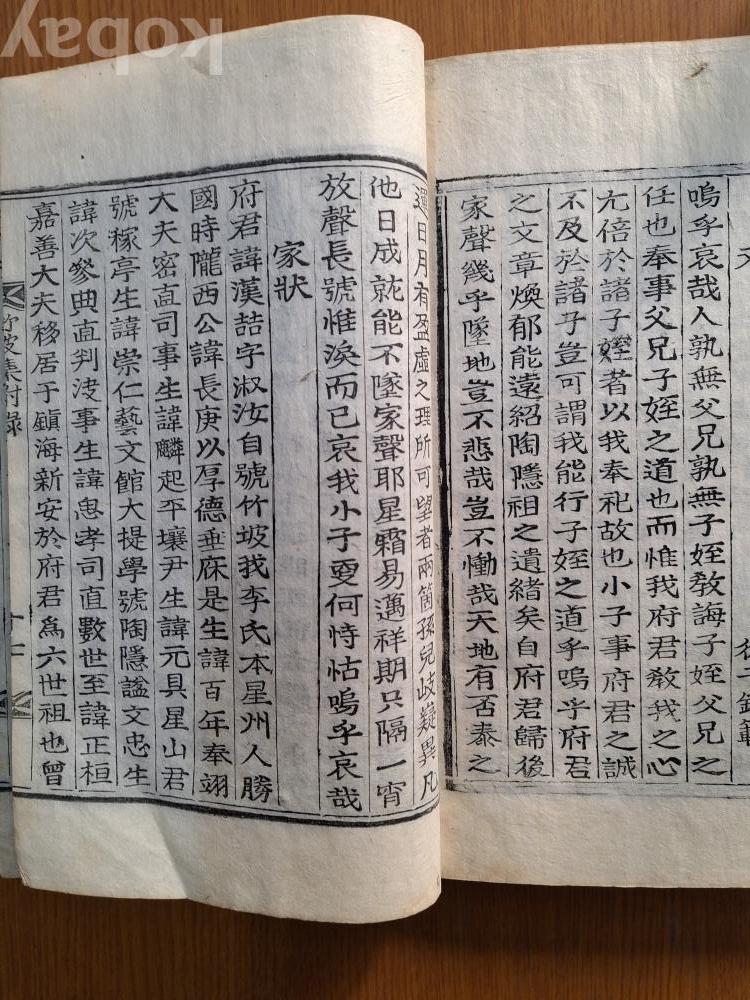 文
從子錫範
嗚乎哀哉人孰無父兄孰無子姪敎誨子姪父兄之
任也奉事父兄子姪之道也而惟我府君敎我之心
尢倍於諸子姪者以我奉祀故也小子事府君之誠
不及於諸子豈可謂我能行子姪之道乎嗚乎府君
之文章煥郁能遠紹陶隱祖之遺緖矣自府君歸後
家聲幾乎墜地豈不悲哉豈不慟哉天地有否泰之
日月有盈虛之理所可望者兩箇孫兒岐嶷異凡
他日成就能不墜家聲耶星霜易邁祥期只隔一宵
放聲長號惟淚而已哀我小子更何恃怙嗚乎哀哉
家狀
府君諱漢喆字淑汝自號竹坡我李氏本星州人勝
國時隴西公諱長庚以厚德垂庥是生諱百年奉翊
大夫密直司事生諱麟起平壤尹生諱元具星山君
號稼亭生諱崇仁藝文館大提學號陶隱謚文忠生
諱次參典直判決事生諱忠孝司直數世至諱正桓
嘉善大夫移居于鎭海新安於府君爲六世祖也曾
竹坡集附錄
十二
kobay